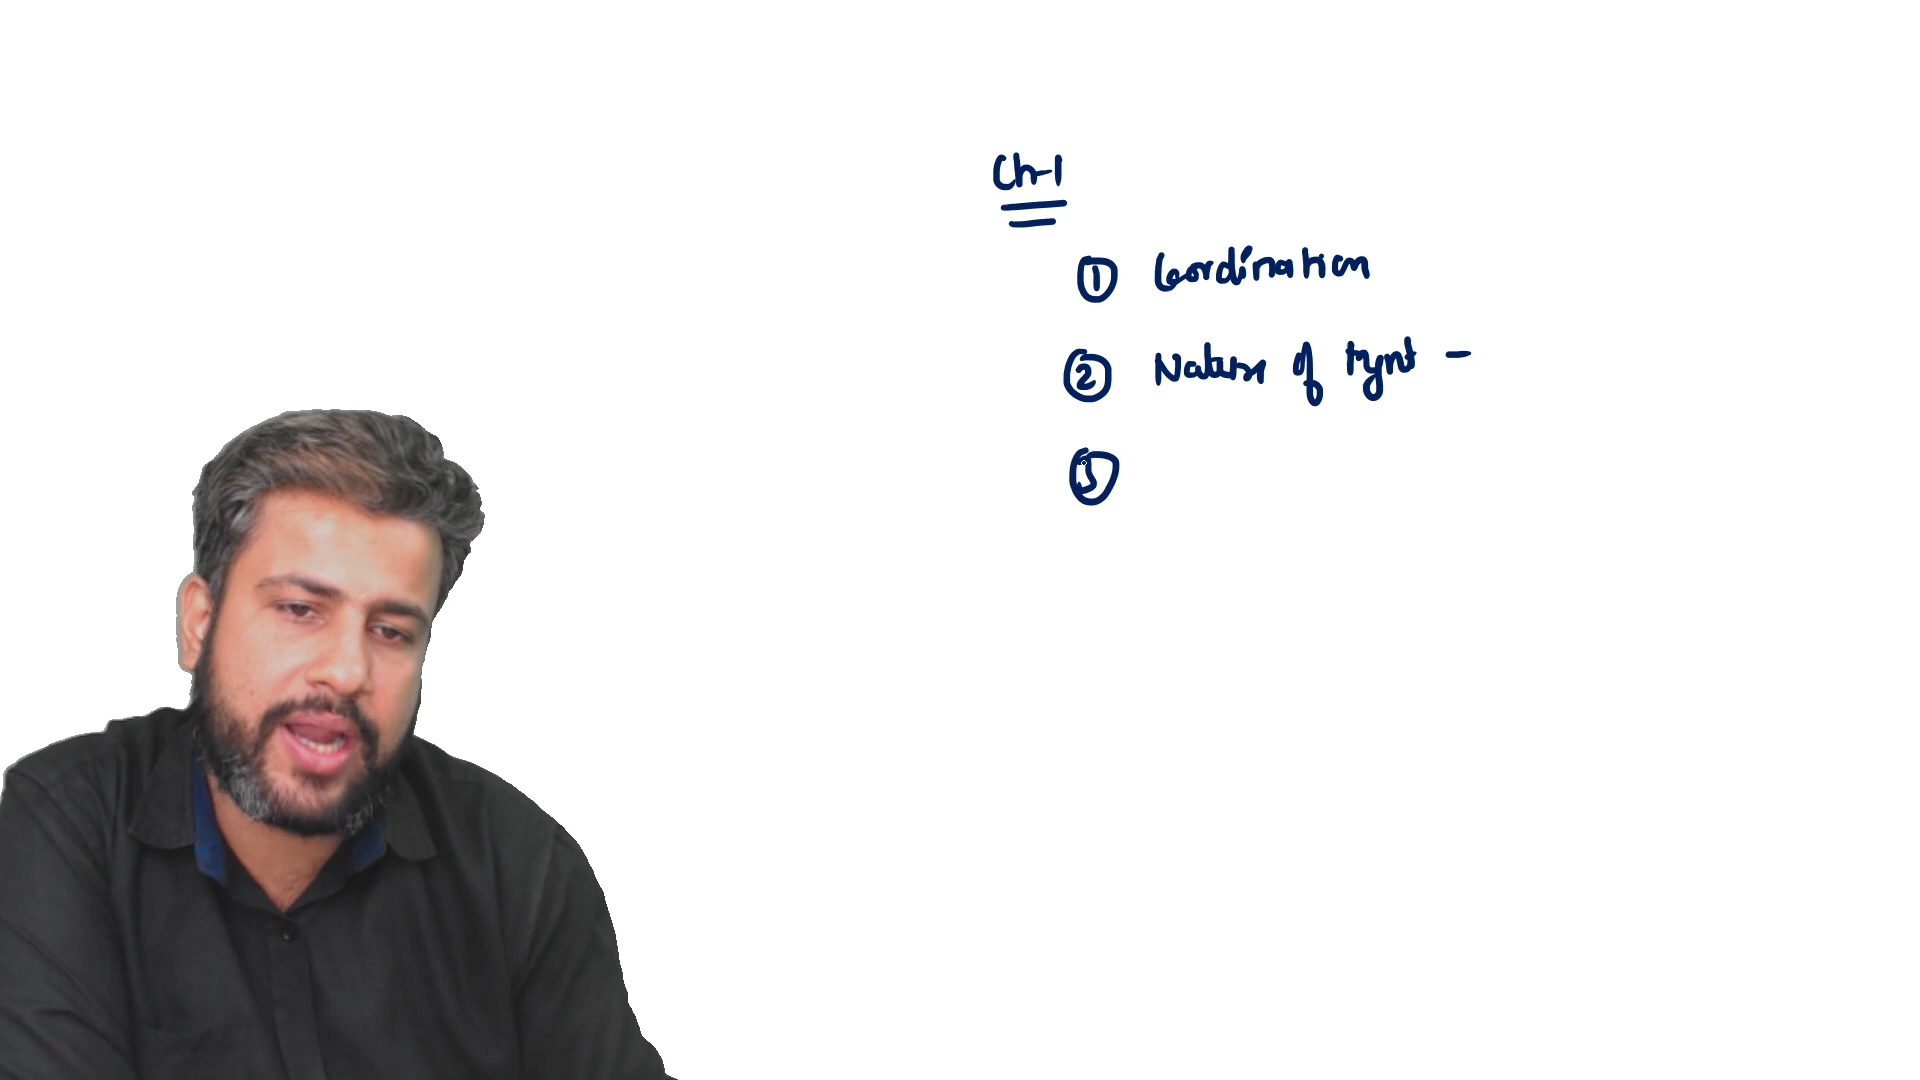 Ch-1
① Coordination
② Nature of Mgmt -
③